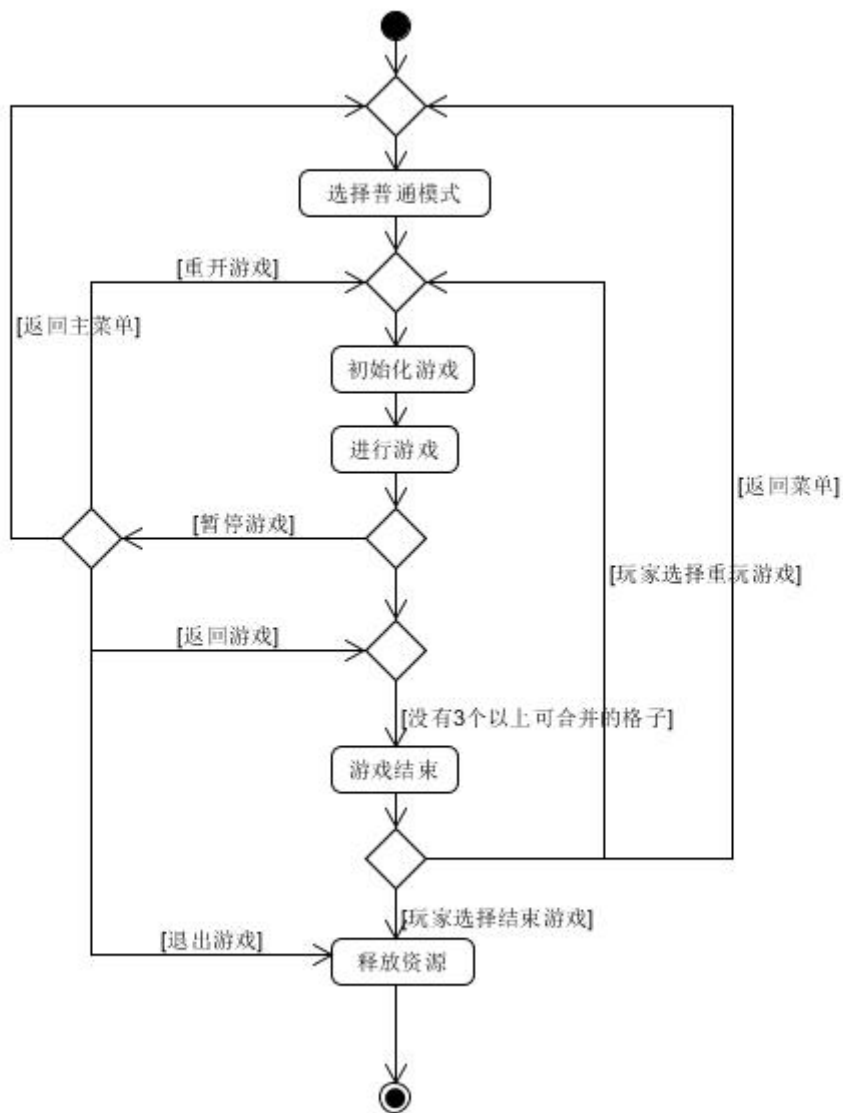 选择普通模式
[重开游戏]
[返回主菜单]
初始化游戏
进行游戏
[返回菜单]
[暂停游戏]
[玩家选择重玩游戏]
[返回游戏]
[没有3个以上可合并的格子]
游戏结束
[玩家选择结束游戏]
[退出游戏]
释放资源